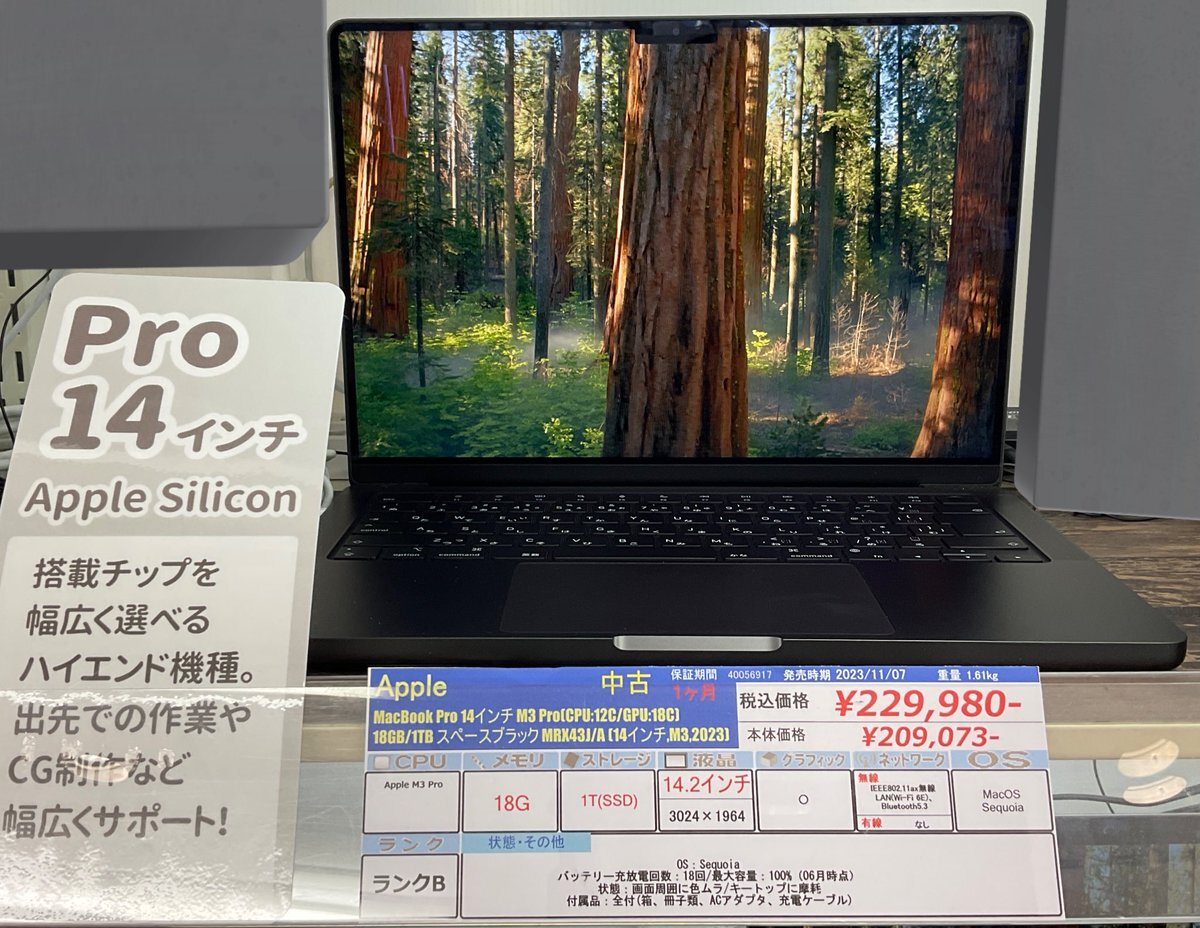 Pro
14インチ
Apple Silicon
搭載チップを
幅広く選べる
ハイエンド機種。
出先での作業や
CG制作など
幅広くサポート!
Apple 中古 保証期間 1ヶ月 40056917 発売時期 2023/11/07 重量 1.61kg
MacBook Pro 14インチ M3 Pro(CPU:12C/GPU:18C)
18GB/1TB スペースブラック MRX43J/A (14インチ,M3,2023)
税込価格 ¥229,980-
本体価格 ¥209,073-
CPU メモリ ストレージ 液晶 グラフィック ネットワーク OS
Apple M3 Pro
18G
1T(SSD)
14.2インチ
3024×1964
○
無線
IEEE802.11ax無線
LAN(Wi-Fi 6E)、
Bluetooth5.3
有線 なし
MacOS
Sequoia
ランク 状態・その他
ランクB
OS:Sequoia
バッテリー充放電回数:18回/最大容量:100% (06月時点)
状態:画面周囲に色ムラ/キートップに摩耗
付属品:全付(箱、冊子類、ACアダプタ、充電ケーブル)